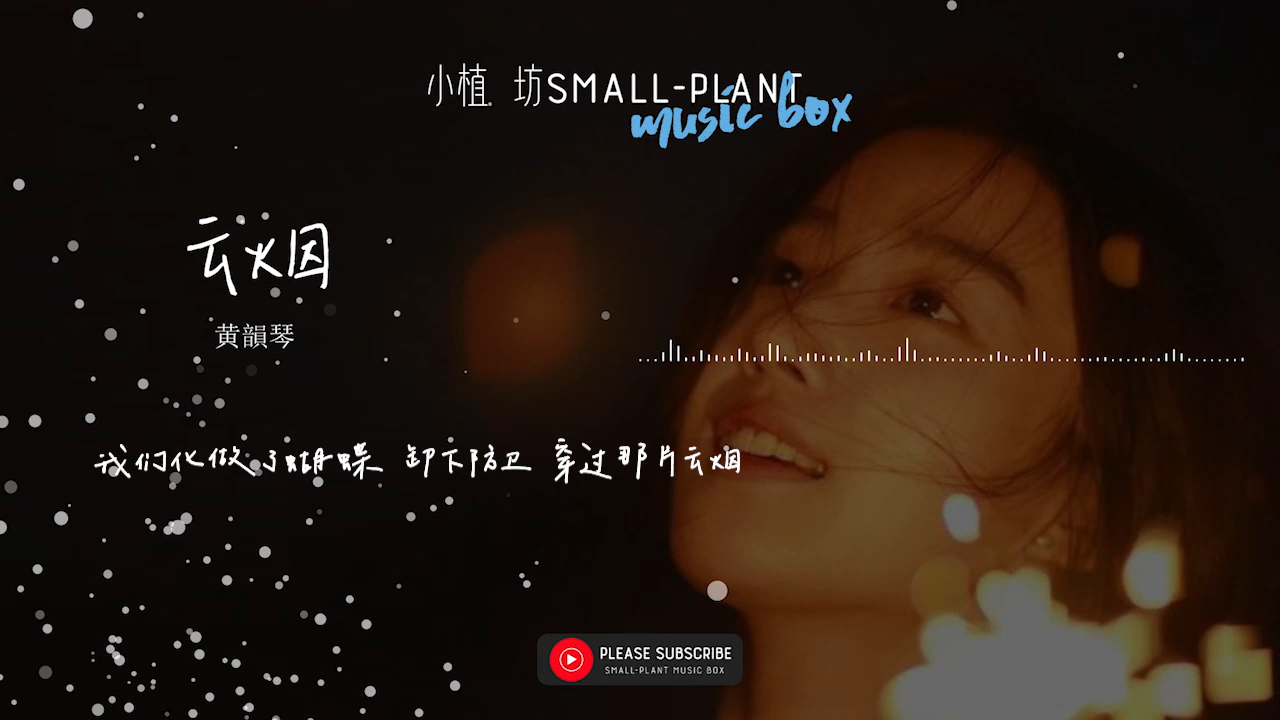 小植 坊SMALL-PLANT
music box
云烟
黄韻琴
我们化做了蝴蝶 卸下防卫 穿过那片云烟
PLEASE SUBSCRIBE
SMALL-PLANT MUSIC BOX